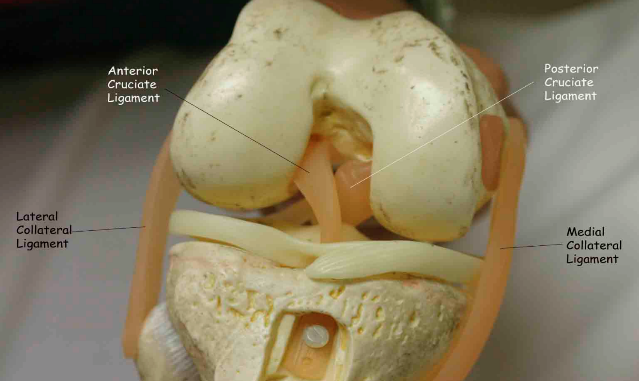 Anterior
Cruciate
Ligament
Posterior
Cruciate
Ligament
Lateral
Collateral
Ligament
Medial
Collateral
Ligament